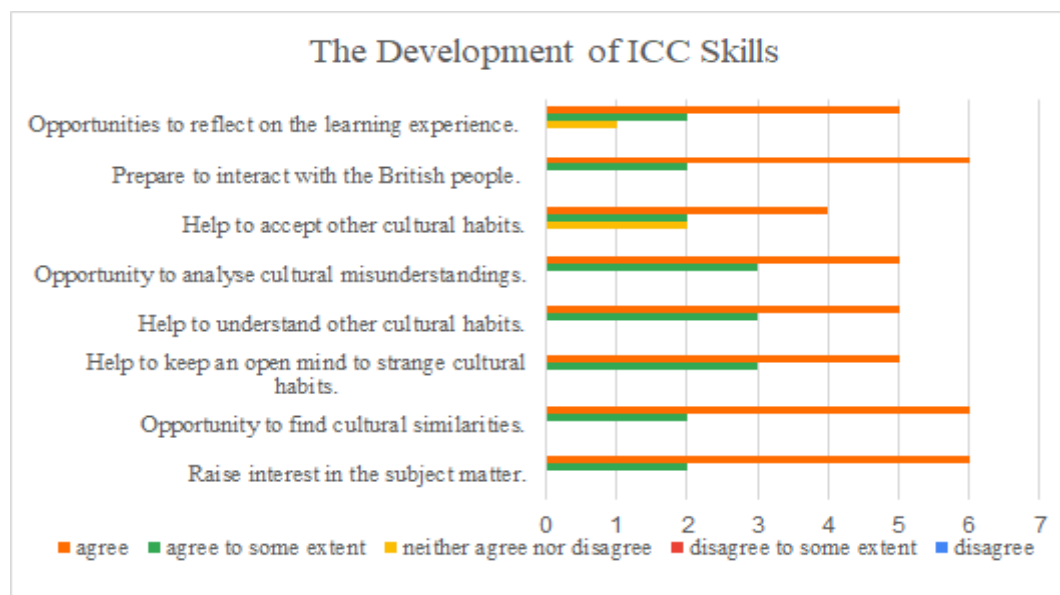 The Development of ICC Skills
Opportunities to reflect on the learning experience.
Prepare to interact with the British people.
Help to accept other cultural habits.
Opportunity to analyse cultural misunderstandings.
Help to understand other cultural habits.
Help to keep an open mind to strange cultural
habits.
Opportunity to find cultural similarities.
Raise interest in the subject matter.
0 1 2 3 4 5 6 7
agree agree to some extent neither agree nor disagree disagree to some extent disagree